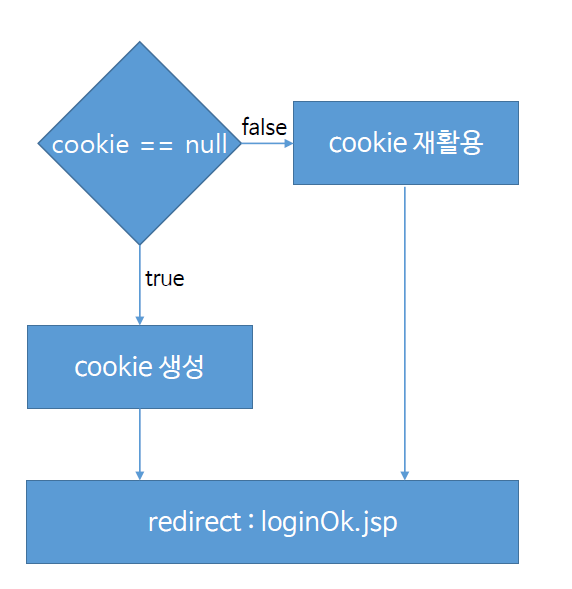 cookie == null
false
cookie 재활용
true
cookie 생성
redirect : loginOk.jsp